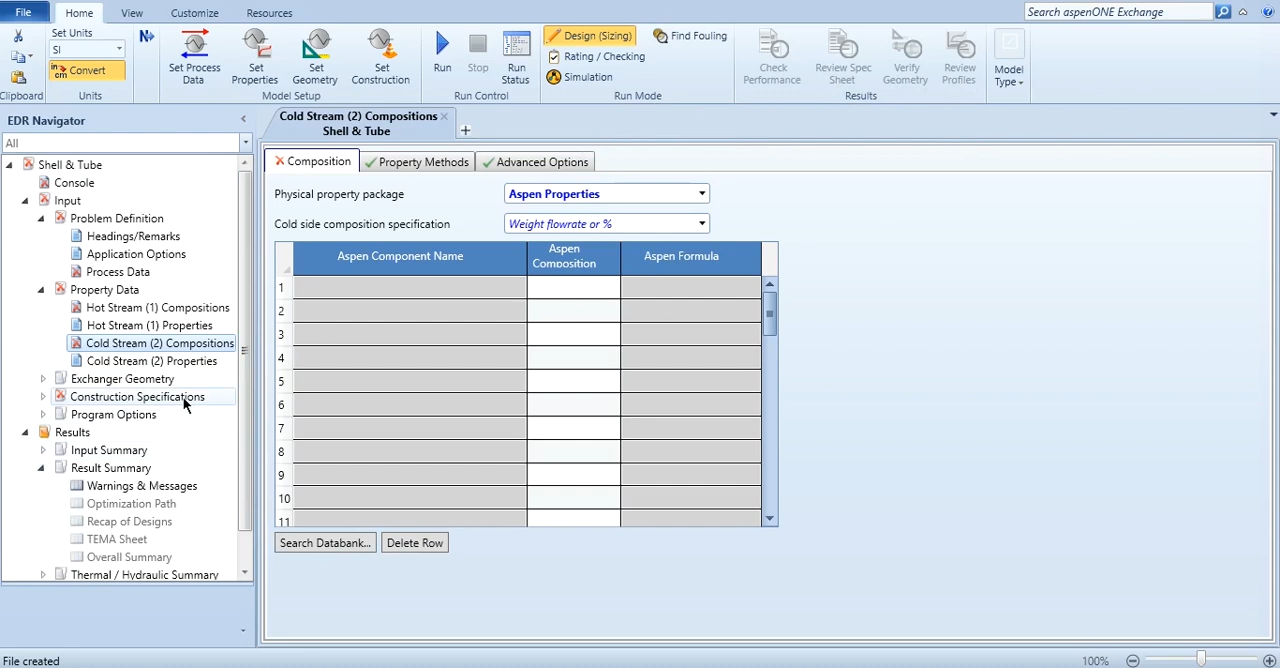 File
Home
View
Customize
Resources
Search aspenONE Exchange
Set Units
SI
Convert
Clipboard
Units
Set Process
Data
Set
Properties
Set
Geometry
Set
Construction
Model Setup
Run
Stop
Run
Status
Run Control
Design (Sizing)
Find Fouling
Rating / Checking
Simulation
Run Mode
Check
Performance
Review Spec
Sheet
Verify
Geometry
Review
Profiles
Results
Model
Type
EDR Navigator
All
Shell & Tube
Console
Input
Problem Definition
Headings/Remarks
Application Options
Process Data
Property Data
Hot Stream (1) Compositions
Hot Stream (1) Properties
Cold Stream (2) Compositions
Cold Stream (2) Properties
Exchanger Geometry
Construction Specifications
Program Options
Results
Input Summary
Result Summary
Warnings & Messages
Optimization Path
Recap of Designs
TEMA Sheet
Overall Summary
Thermal / Hydraulic Summary
Cold Stream (2) Compositions
Shell & Tube
Composition
Property Methods
Advanced Options
Physical property package
Aspen Properties
Cold side composition specification
Weight flowrate or %
Aspen Component Name
Aspen
Composition
Aspen Formula
1
2
3
4
5
6
7
8
9
10
11
Search Databank...
Delete Row
File created
100%